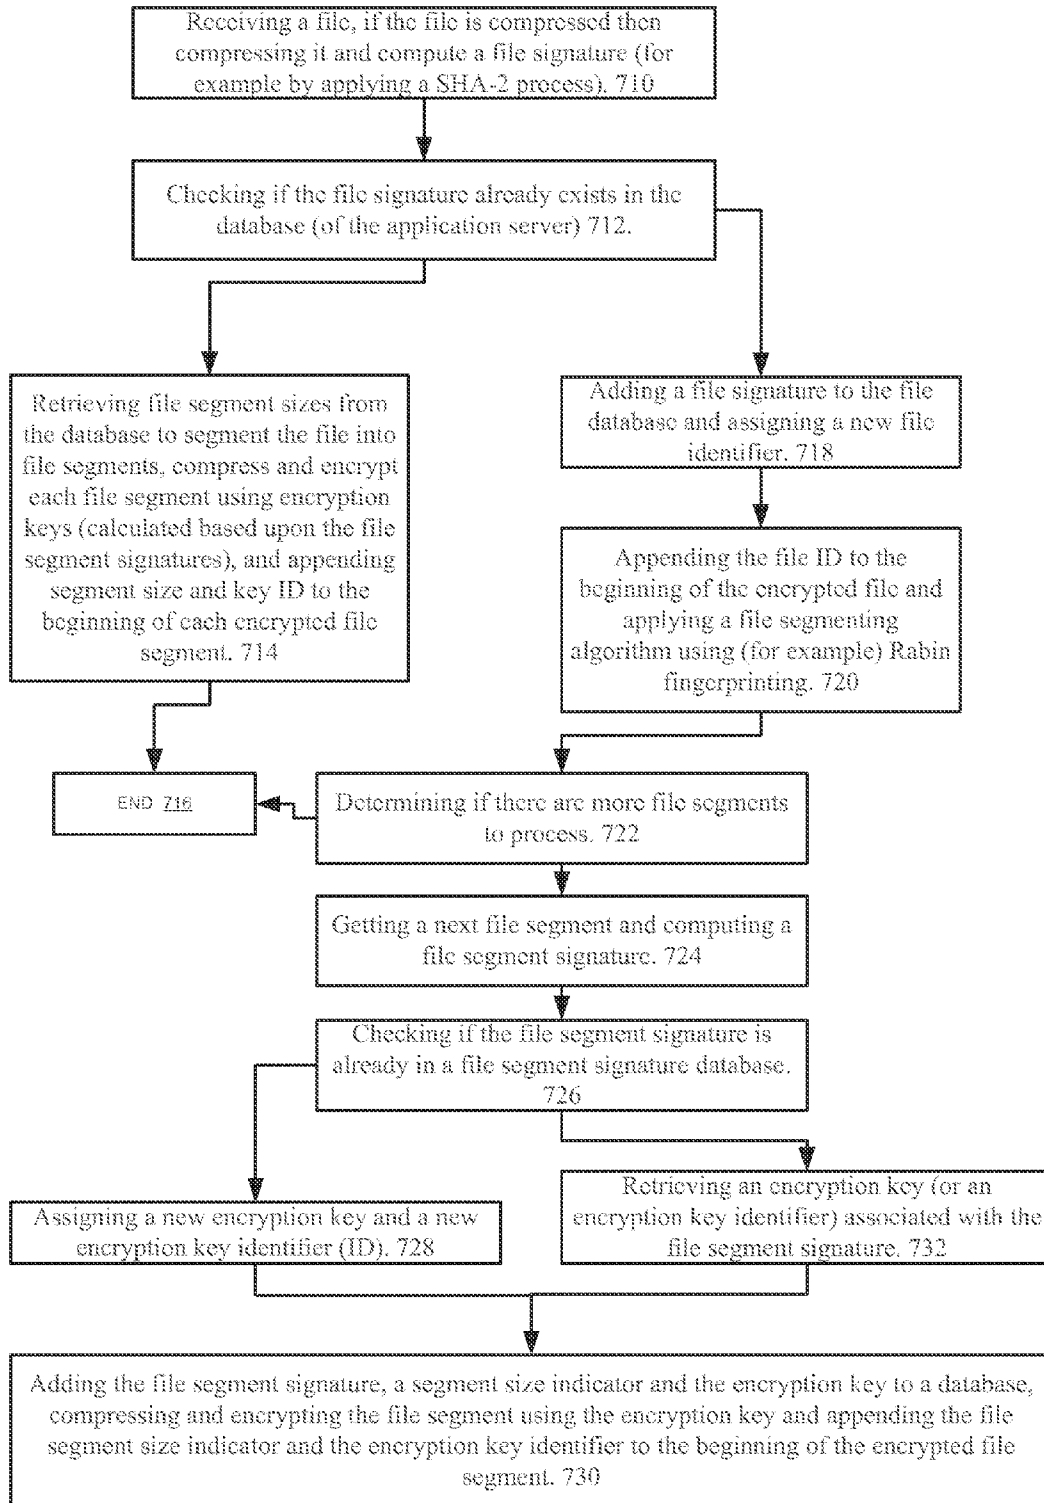 Receiving a file, if the file is compressed then
compressing it and compute a file signature (for
example by applying a SHA-2 process). 710
Checking if the file signature already exists in the
database (of the application server) 712.
Retrieving file segment sizes from
the database to segment the file into
file segments, compress and encrypt
each file segment using encryption
keys (calculated based upon the file
segment signatures), and appending
segment size and key ID to the
beginning of each encrypted file
segment. 714
Adding a file signature to the file
database and assigning a new file
identifier. 718
Appending the file ID to the
beginning of the encrypted file and
applying a file segmenting
algorithm using (for example) Rabin
fingerprinting. 720
END 716
Determining if there are more file segments
to process. 722
Getting a next file segment and computing a
file segment signature. 724
Checking if the file segment signature is
already in a file segment signature database.
726
Assigning a new encryption key and a new
encryption key identifier (ID). 728
Retrieving an encryption key (or an
encryption key identifier) associated with the
file segment signature. 732
Adding the file segment signature, a segment size indicator and the encryption key to a database,
compressing and encrypting the file segment using the encryption key and appending the file
segment size indicator and the encryption key identifier to the beginning of the encrypted file
segment. 730